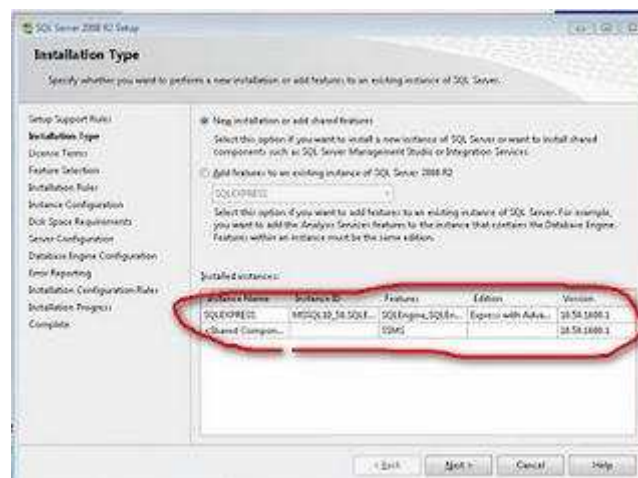 SQL Server 2008 R2 Setup
Installation Type
Specify whether you want to perform a new installation or add features to an existing instance of SQL Server.
Setup Support Rules
Installation Type
License Terms
Feature Selection
Installation Rules
Instance Configuration
Disk Space Requirements
Server Configuration
Database Engine Configuration
Error Reporting
Installation Configuration Rules
Installation Progress
Complete
New installation or add shared features
Select this option if you want to install a new instance of SQL Server or want to install shared
components such as SQL Server Management Studio or Integration Services.
Add features to an existing instance of SQL Server 2008 R2
SQLEXPRESS
Select this option if you want to add features to an existing instance of SQL Server. For example,
you want to add the Analysis Services features to the instance that contains the Database Engine.
Features within an instance must be the same edition.
Installed instances:
Instance Name Instance ID Features Edition Version
SQLEXPRESS MSSQL10_50.SQLE... SQLEngine,SQLEn... Express with Adva... 10.50.1600.1
<Shared Compon... SSMS 10.50.1600.1
< Back Next > Cancel Help